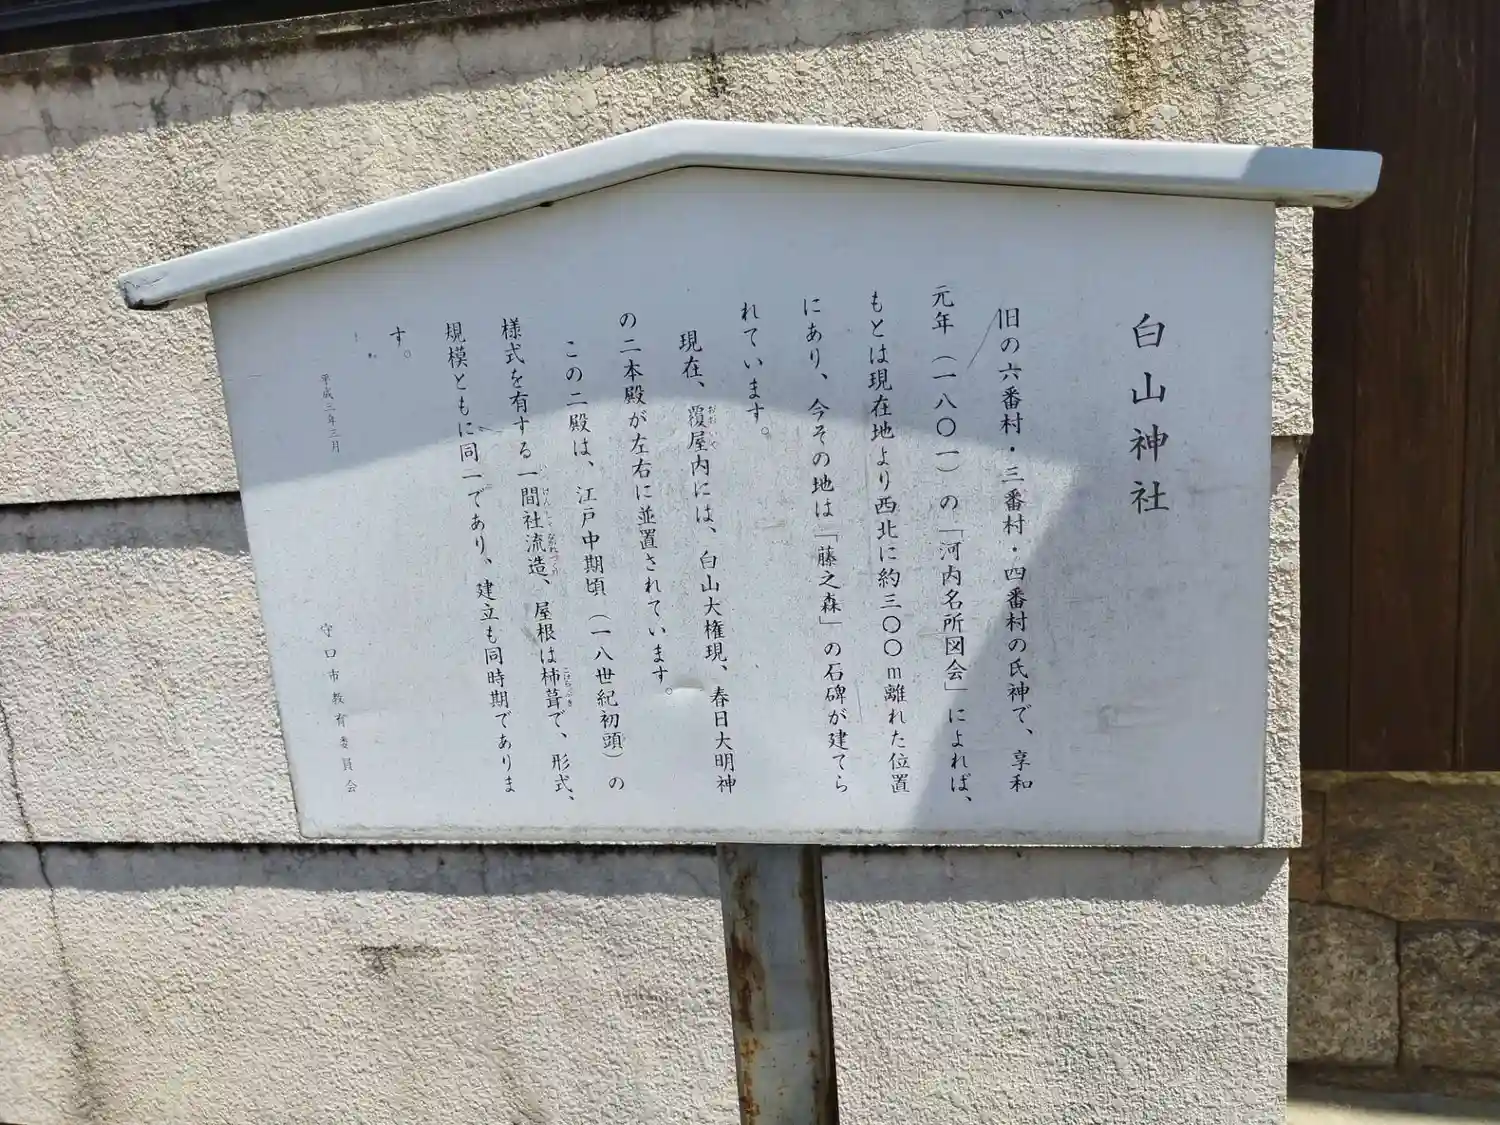 白山神社
旧の六番村・三番村・四番村の氏神で、享和
元年（一八〇一）の「河内名所図会」によれば、
もとは現在地より西北に約三〇〇m離れた位置
にあり、今その地は「藤之森」の石碑が建てら
れています。
現在、覆屋内には、白山大権現、春日大明神
の二本殿が左右に並置されています。
この二殿は、江戸中期頃（一八世紀初頭）の
様式を有する一間社流造、屋根は杮葺で、形式、
規模ともに同一であり、建立も同時期でありま
す。
平成三年三月
守口市教育委員会